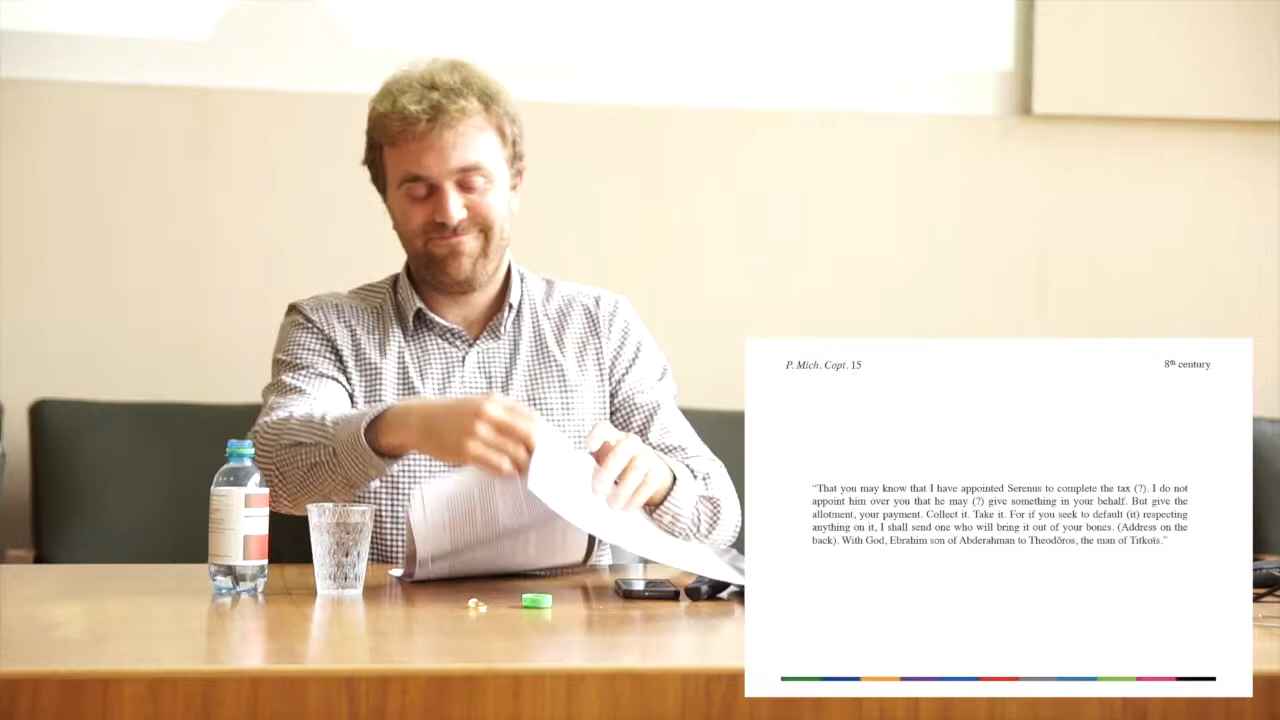 P. Mich. Copt. 15
8th century
“That you may know that I have appointed Serenus to complete the tax (?). I do not
appoint him over you that he may (?) give something in your behalf. But give the
allotment, your payment. Collect it. Take it. For if you seek to default (it) respecting
anything on it, I shall send one who will bring it out of your bones. (Address on the
back). With God, Ebrahim son of Abderahman to Theodôros, the man of Titkoïs.”